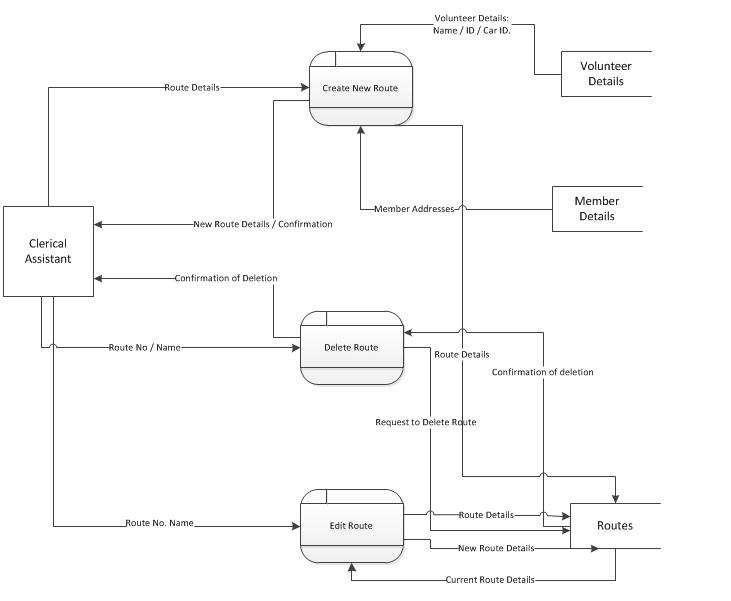 Volunteer Details:
Name / ID / Car ID.
Volunteer
Details
Route Details
Create New Route
Member Addresses
Member
Details
New Route Details / Confirmation
Clerical
Assistant
Confirmation of Deletion
Route No / Name
Delete Route
Route Details
Confirmation of deletion
Request to Delete Route
Route No. Name
Edit Route
Route Details
Routes
New Route Details
Current Route Details